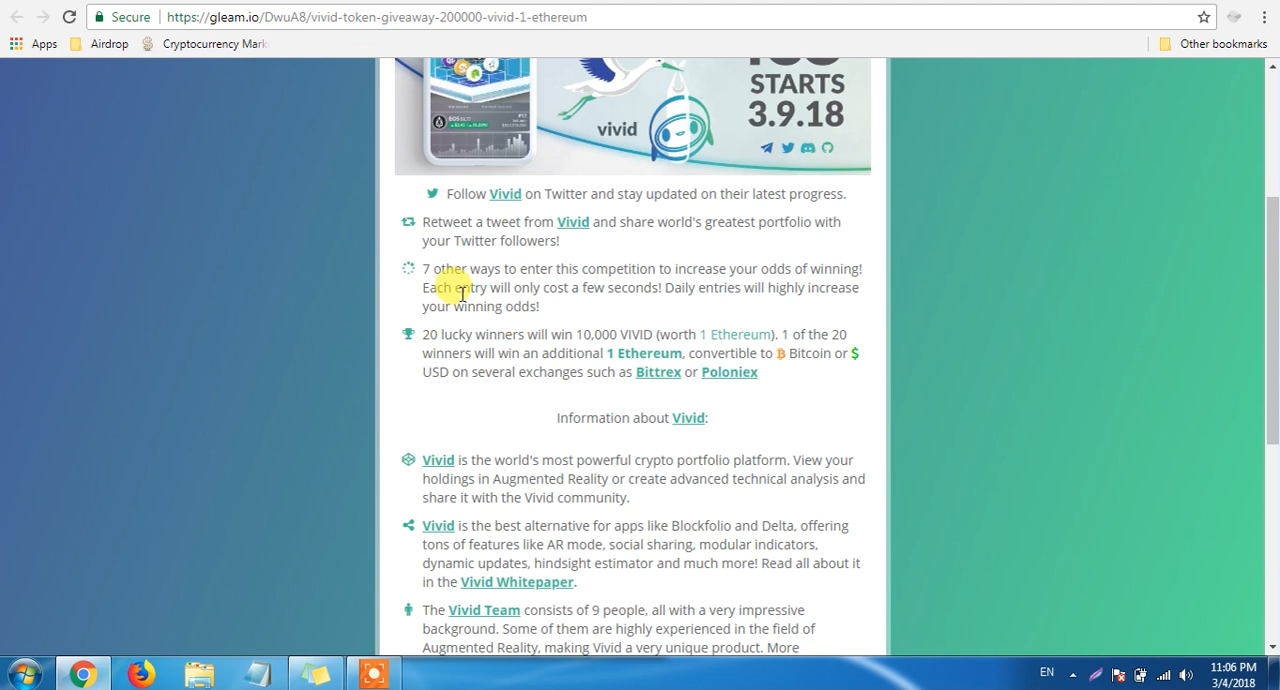 Secure https://gleam.io/DwuA8/vivid-token-giveaway-200000-vivid-1-ethereum
Apps Airdrop Cryptocurrency Mark Other bookmarks
STARTS
3.9.18
vivid
Follow Vivid on Twitter and stay updated on their latest progress.
Retweet a tweet from Vivid and share world's greatest portfolio with
your Twitter followers!
7 other ways to enter this competition to increase your odds of winning!
Each entry will only cost a few seconds! Daily entries will highly increase
your winning odds!
20 lucky winners will win 10,000 VIVID (worth 1 Ethereum). 1 of the 20
winners will win an additional 1 Ethereum, convertible to ₿ Bitcoin or $
USD on several exchanges such as Bittrex or Poloniex
Information about Vivid:
Vivid is the world's most powerful crypto portfolio platform. View your
holdings in Augmented Reality or create advanced technical analysis and
share it with the Vivid community.
Vivid is the best alternative for apps like Blockfolio and Delta, offering
tons of features like AR mode, social sharing, modular indicators,
dynamic updates, hindsight estimator and much more! Read all about it
in the Vivid Whitepaper.
The Vivid Team consists of 9 people, all with a very impressive
background. Some of them are highly experienced in the field of
Augmented Reality, making Vivid a very unique product. More
EN 11:06 PM
3/4/2018